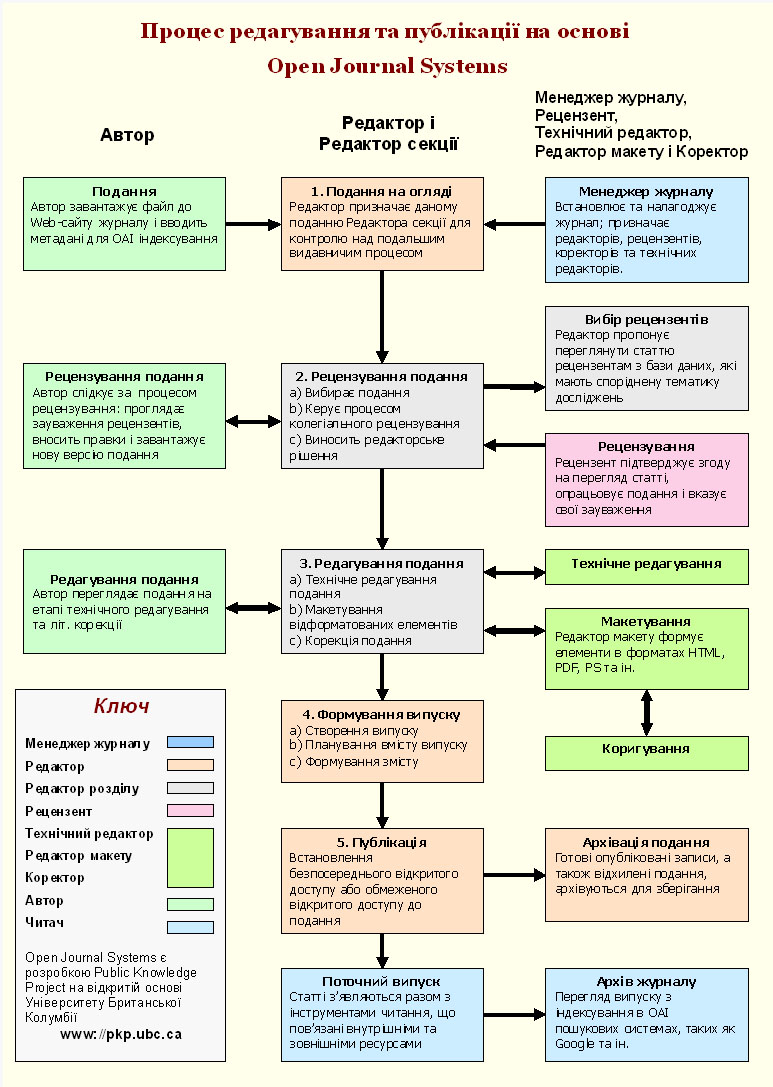 Процес редагування та публікації на основі
Open Journal Systems
Автор
Редактор і
Редактор секції
Менеджер журналу,
Рецензент,
Технічний редактор,
Редактор макету і Коректор
Подання
Автор завантажує файл до
Web-сайту журналу і вводить
метадані для OAI індексування
1. Подання на огляді
Редактор призначає даному
поданню Редактора секції для
контролю над подальшим
видавничим процесом
Менеджер журналу
Встановлює та налагоджує
журнал; призначає
редакторів, рецензентів,
коректорів та технічних
редакторів.
Вибір рецензентів
Редактор пропонує
переглянути статтю
рецензентам з бази даних, які
мають споріднену тематику
досліджень
Рецензування подання
Автор слідкує за процесом
рецензування: проглядає
зауваження рецензентів,
вносить правки і завантажує
нову версію подання
2. Рецензування подання
a) Вибирає подання
b) Керує процесом
колегіального рецензування
c) Виносить редакторське
рішення
Рецензування
Рецензент підтверджує згоду
на перегляд статті,
опрацьовує подання і вказує
свої зауваження
Редагування подання
Автор переглядає подання на
етапі технічного редагування
та літ. корекції
3. Редагування подання
a) Технічне редагування
подання
b) Макетування
відформатованих елементів
c) Корекція подання
Технічне редагування
Макетування
Редактор макету формує
елементи в форматах HTML,
PDF, PS та ін.
Коригування
4. Формування випуску
a) Створення випуску
b) Планування вмісту випуску
c) Формування змісту
5. Публікація
Встановлення
безпосереднього відкритого
доступу або обмеженого
відкритого доступу до
подання
Архівація подання
Готові опубліковані записи, а
також відхилені подання,
архівуються для зберігання
Поточний випуск
Статті з'являються разом з
інструментами читання, що
пов'язані внутрішніми та
зовнішніми ресурсами
Архів журналу
Перегляд випуску з
індексування в OAI
пошукових системах, таких як
Google та ін.
Ключ
Менеджер журналу
Редактор
Редактор розділу
Рецензент
Технічний редактор
Редактор макету
Коректор
Автор
Читач
Open Journal Systems є
розробкою Public Knowledge
Project на відкритій основі
Університету Британської
Колумбії
www.://pkp.ubc.ca